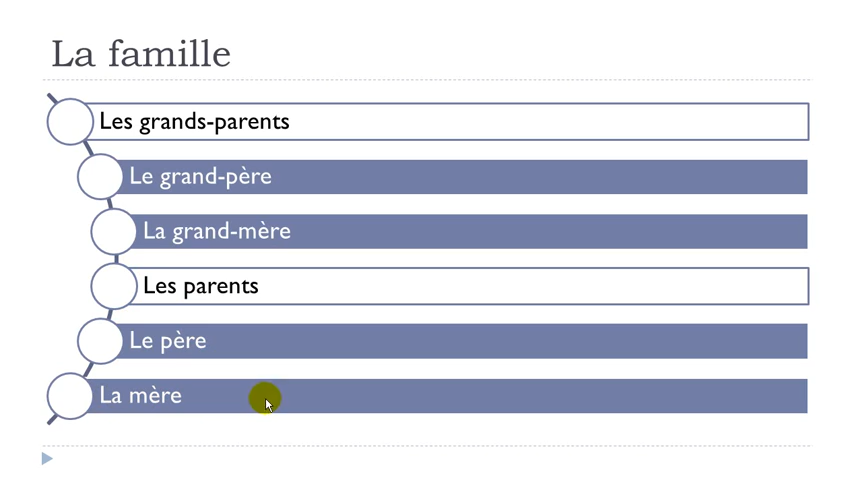 La famille
Les grands-parents
Le grand-père
La grand-mère
Les parents
Le père
La mère